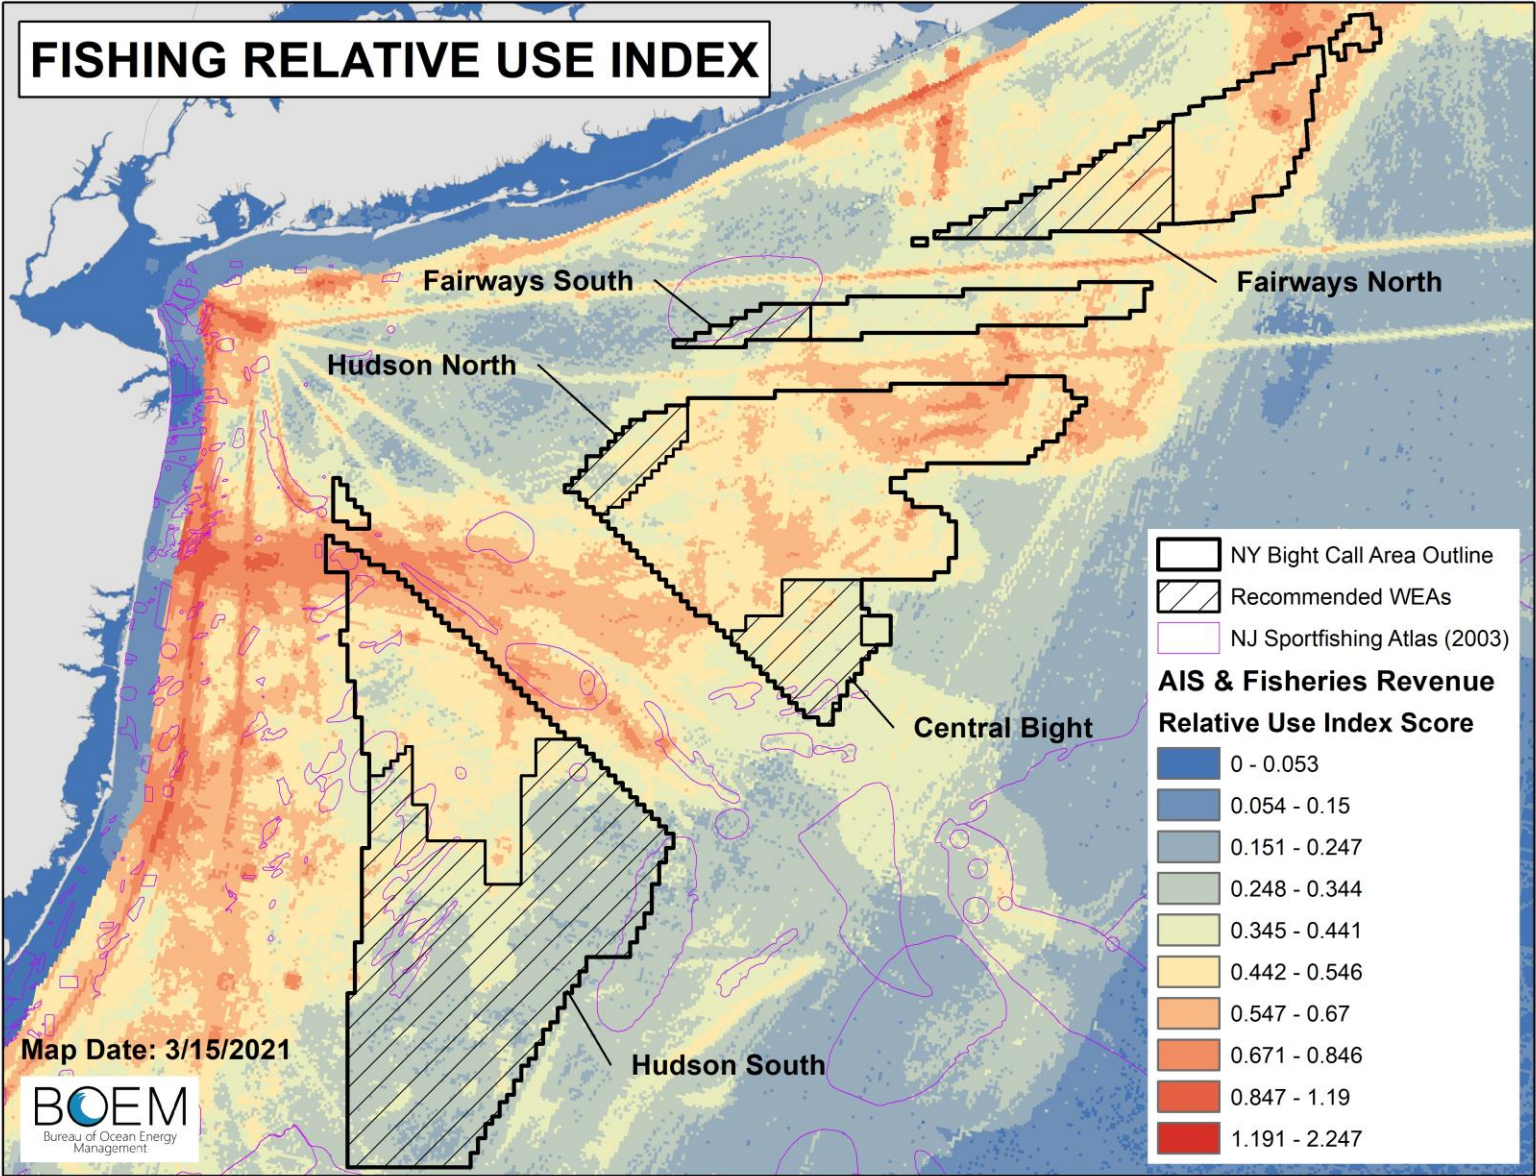 FISHING RELATIVE USE INDEX
Fairways South
Fairways North
Hudson North
Central Bight
Hudson South
NY Bight Call Area Outline
Recommended WEAs
NJ Sportfishing Atlas (2003)
AIS & Fisheries Revenue
Relative Use Index Score
0 - 0.053
0.054 - 0.15
0.151 - 0.247
0.248 - 0.344
0.345 - 0.441
0.442 - 0.546
0.547 - 0.67
0.671 - 0.846
0.847 - 1.19
1.191 - 2.247
Map Date: 3/15/2021
BOEM
Bureau of Ocean Energy
Management